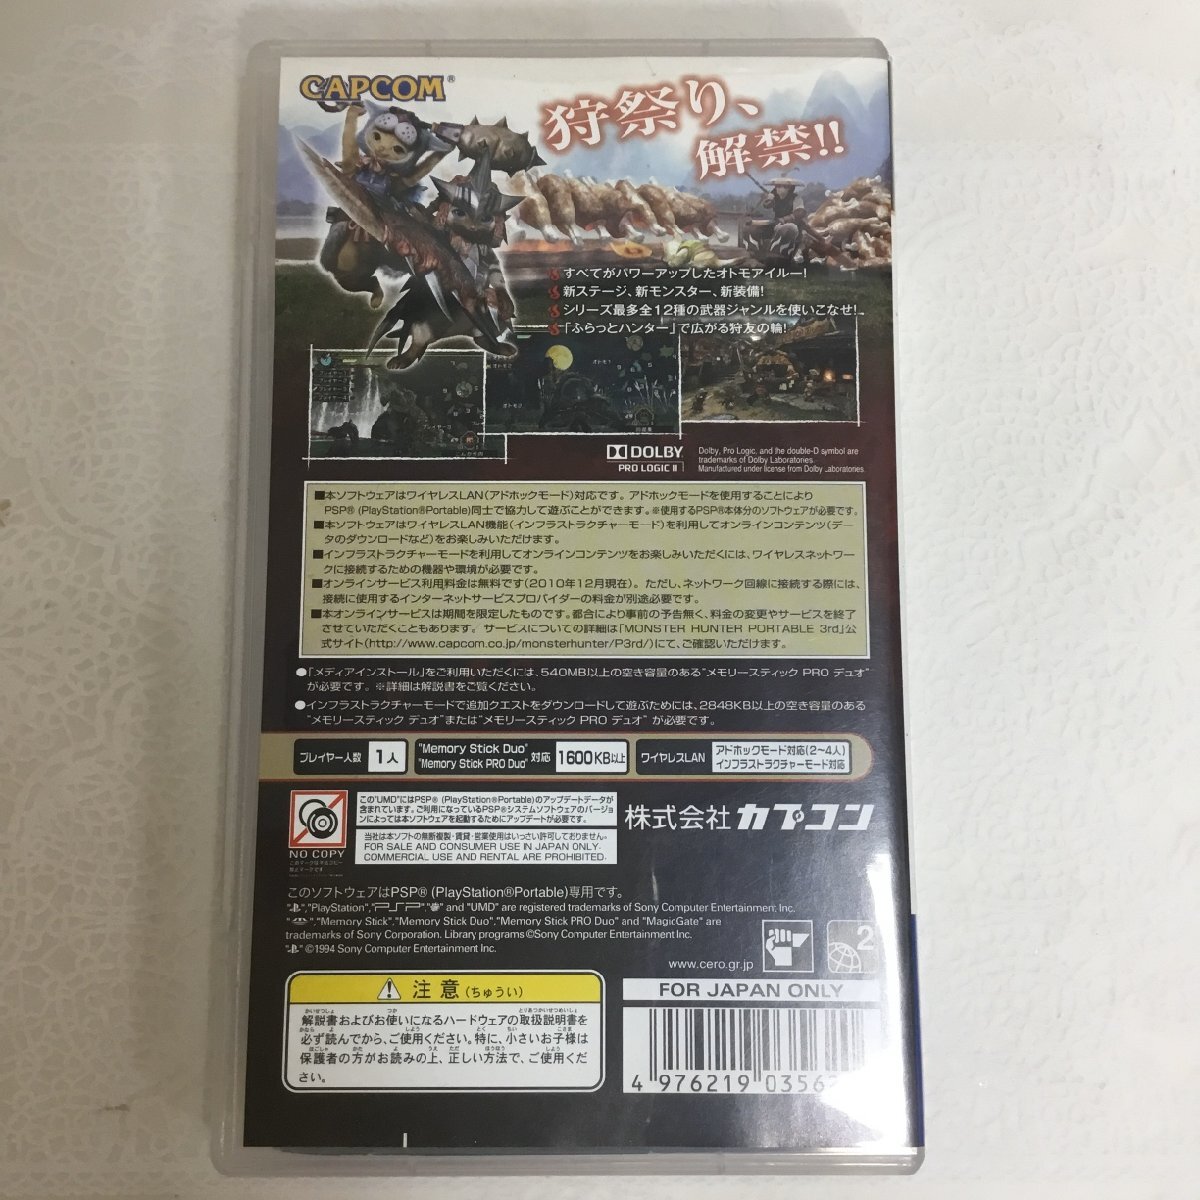 CAPCOM®
狩祭り、
解禁!!
すべてがパワーアップしたオトモアイルー!
新ステージ、新モンスター、新装備!
シリーズ最多全12種の武器ジャンルを使いこなせ!
「ふらっとハンター」で広がる狩友の輪!
DOLBY
PRO LOGIC II
Dolby, Pro Logic, and the double-D symbol are
trademarks of Dolby Laboratories.
Manufactured under license from Dolby Laboratories.
■本ソフトウェアはワイヤレスLAN(アドホックモード)対応です。アドホックモードを使用することにより
PSP® (PlayStation®Portable)同士で協力して遊ぶことができます。※使用するPSP®本体分のソフトウェアが必要です。
■本ソフトウェアはワイヤレスLAN機能(インフラストラクチャーモード)を利用してオンラインコンテンツ(デー
タのダウンロードなど)をお楽しみいただけます。
■インフラストラクチャーモードを利用してオンラインコンテンツをお楽しみいただくには、ワイヤレスネットワー
クに接続するための機器や環境が必要です。
■オンラインサービス利用料金は無料です(2010年12月現在)。ただし、ネットワーク回線に接続する際には、
接続に使用するインターネットサービスプロバイダーの料金が別途必要です。
■本オンラインサービスは期間を限定したものです。都合により事前の予告無く、料金の変更やサービスを終了
させていただくこともあります。サービスについての詳細は「MONSTER HUNTER PORTABLE 3rd」公
式サイト(http://www.capcom.co.jp/monsterhunter/P3rd/)にて、ご確認いただけます。
●「メディアインストール」をご利用いただくには、540MB以上の空き容量のある“メモリースティック PRO デュオ”
が必要です。※詳細は解説書をご覧ください。
●インフラストラクチャーモードで追加クエストをダウンロードして遊ぶためには、2848KB以上の空き容量のある
“メモリースティック デュオ”または“メモリースティック PRO デュオ” が必要です。
プレイヤー人数 1人 "Memory Stick Duo" "Memory Stick PRO Duo" 対応 1600KB以上 ワイヤレスLAN アドホックモード対応(2~4人) インフラストラクチャーモード対応
NO COPY
この"UMD"にはPSP® (PlayStation®Portable)のアップデートデータが
含まれています。ご利用になっているPSP®システムソフトウェアのバージョ
ンによっては本ソフトウェアを起動するためにアップデートが必要です。
当社は本ソフトの無断複製・賃貸・営業使用はいっさい許可しておりません。
FOR SALE AND CONSUMER USE IN JAPAN ONLY.
COMMERCIAL USE AND RENTAL ARE PROHIBITED.
株式会社カプコン
このソフトウェアはPSP® (PlayStation®Portable)専用です。
"PlayStation", "PSP", and "UMD" are registered trademarks of Sony Computer Entertainment Inc.
"Memory Stick", "Memory Stick Duo", "Memory Stick PRO Duo" and "MagicGate" are
trademarks of Sony Corporation. Library programs ©Sony Computer Entertainment Inc.
©1994 Sony Computer Entertainment Inc.
www.cero.gr.jp
2
FOR JAPAN ONLY
注意(ちゅうい)
解説書およびお使いになるハードウェアの取扱説明書を
必ず読んでから、ご使用ください。特に、小さいお子様は
保護者の方がお読みの上、正しい方法で、ご使用くだ
さい。
4 976219 0356